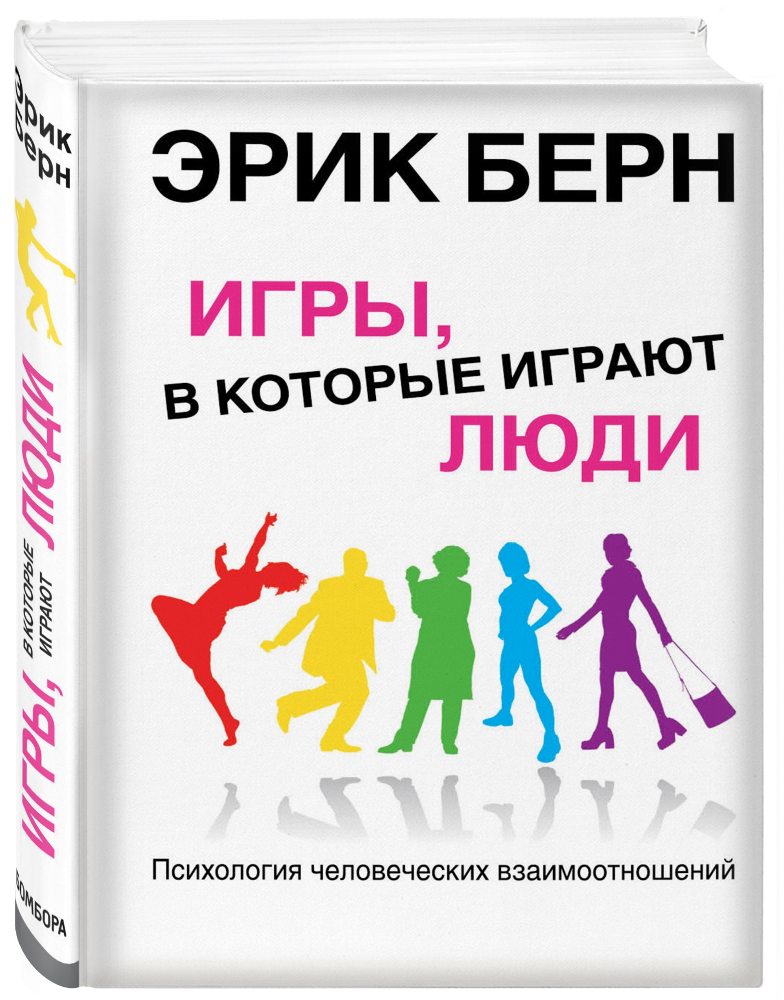 ЭРИК БЕРН
ИГРЫ,
В КОТОРЫЕ ИГРАЮТ
ЛЮДИ
Психология человеческих взаимоотношений
Эрик
Берн
ИГРЫ,
В КОТОРЫЕ
ИГРАЮТ
ЛЮДИ
БОМБОРА